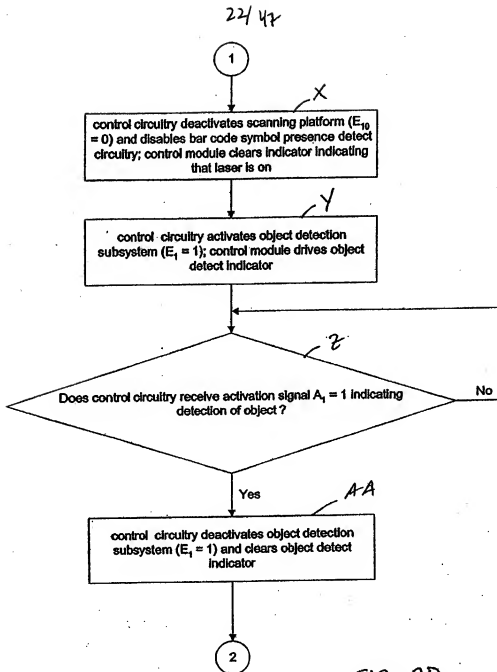 22/47
1
X
control circuitry deactivates scanning platform (E10
= 0) and disables bar code symbol presence detect
circuitry; control module clears indicator indicating
that laser is on
Y
control circuitry activates object detection
subsystem (E1 = 1); control module drives object
detect indicator
Z
Does control circuitry receive activation signal A1 = 1 indicating
detection of object ?
No
Yes
A-A
control circuitry deactivates object detection
subsystem (E1 = 1) and clears object detect
indicator
2